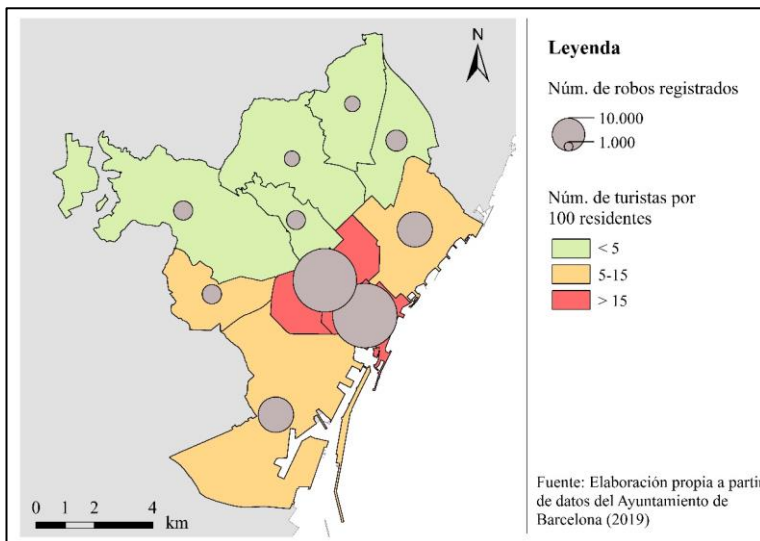 N
Leyenda
Núm. de robos registrados
10.000
1.000
Núm. de turistas por
100 residentes
< 5
5-15
> 15
0 1 2 4
km
Fuente: Elaboración propia a partir
de datos del Ayuntamiento de
Barcelona (2019)